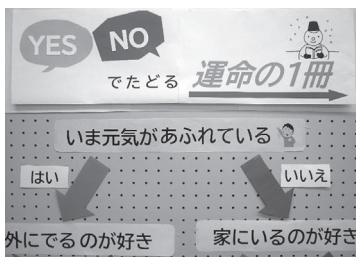 YES
NO
でたどる 運命の1冊
いま元気があふれている
はい
いいえ
外にでるのが好き
家にいるのが好き